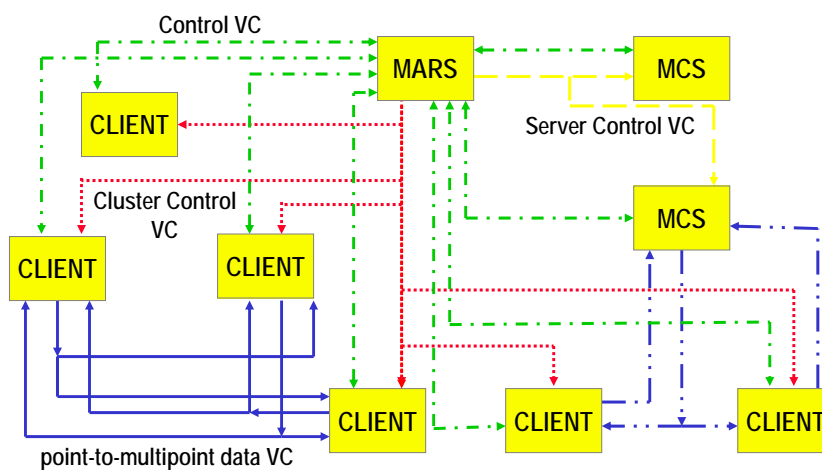 Control VC
MARS
MCS
CLIENT
Server Control VC
Cluster Control
VC
MCS
CLIENT
CLIENT
CLIENT
CLIENT
CLIENT
point-to-multipoint data VC